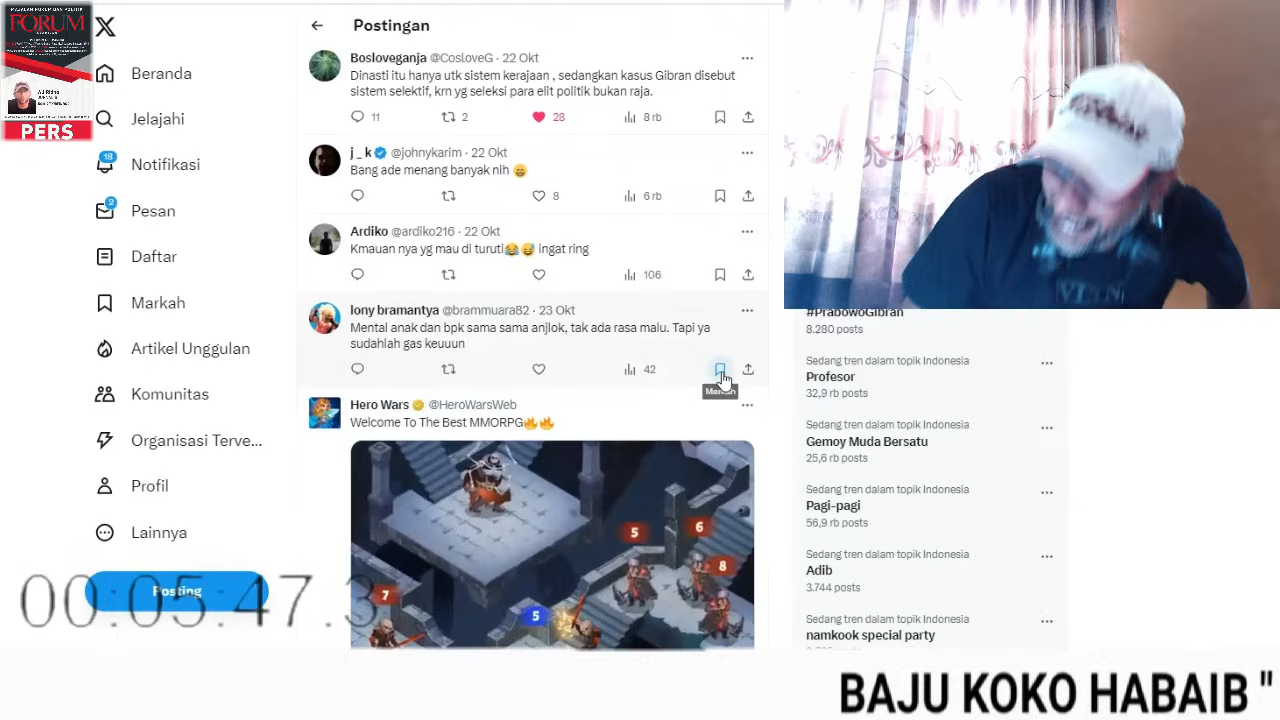 FORUM
PERS
Postingan
Beranda
Jelajahi
18
Notifikasi
2
Pesan
Daftar
Markah
Artikel Unggulan
Komunitas
Organisasi Terve...
Profil
Lainnya
Posting
00:05:47.3
Bosloveganja @CosloveG · 22 Okt
Dinasti itu hanya utk sistem kerajaan , sedangkan kasus Gibran disebut
sistem selektif, krn yg seleksi para elit politik bukan raja.
11 2 28 8 rb
j _ k @johnykarim · 22 Okt
Bang ade menang banyak nih 😁
8 6 rb
Ardiko @ardiko216 · 22 Okt
Kmauan nya yg mau di turuti😂😅 ingat ring
106
Iony bramantya @brammuara82 · 23 Okt
Mental anak dan bpk sama sama anjlok, tak ada rasa malu. Tapi ya
sudahlah gas keuuun
42
Markah
Hero Wars @HeroWarsWeb
Welcome To The Best MMORPG🔥🔥
5
6
8
7
5
#PrabowoGibran
8.280 posts
Sedang tren dalam topik Indonesia
Profesor
32,9 rb posts
Sedang tren dalam topik Indonesia
Gemoy Muda Bersatu
25,6 rb posts
Sedang tren dalam topik Indonesia
Pagi-pagi
56,9 rb posts
Sedang tren dalam topik Indonesia
Adib
3.744 posts
Sedang tren dalam topik Indonesia
namkook special party
BAJU KOKO HABAIB "